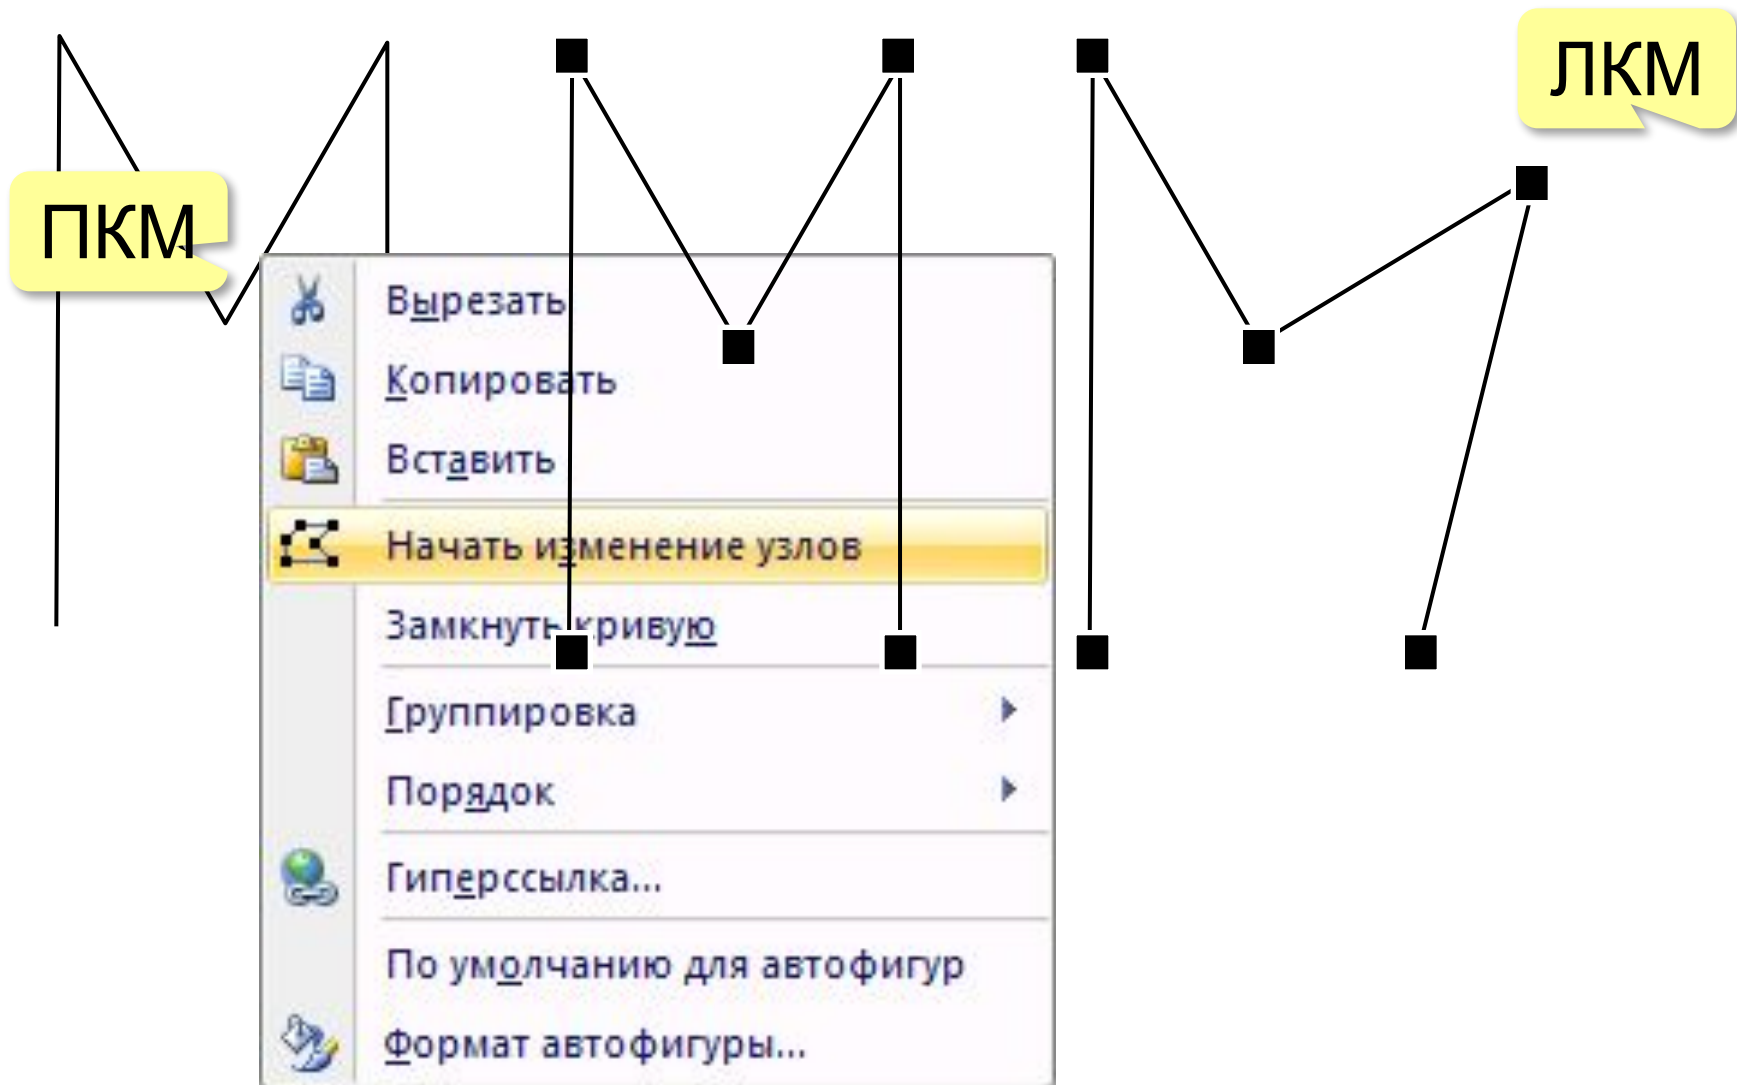 ЛКМ
ПКМ
Вырезать
Копировать
Вставить
Начать изменение узлов
Замкнуть кривую
Группировка
Порядок
Гиперссылка...
По умолчанию для автофигур
Формат автофигуры...